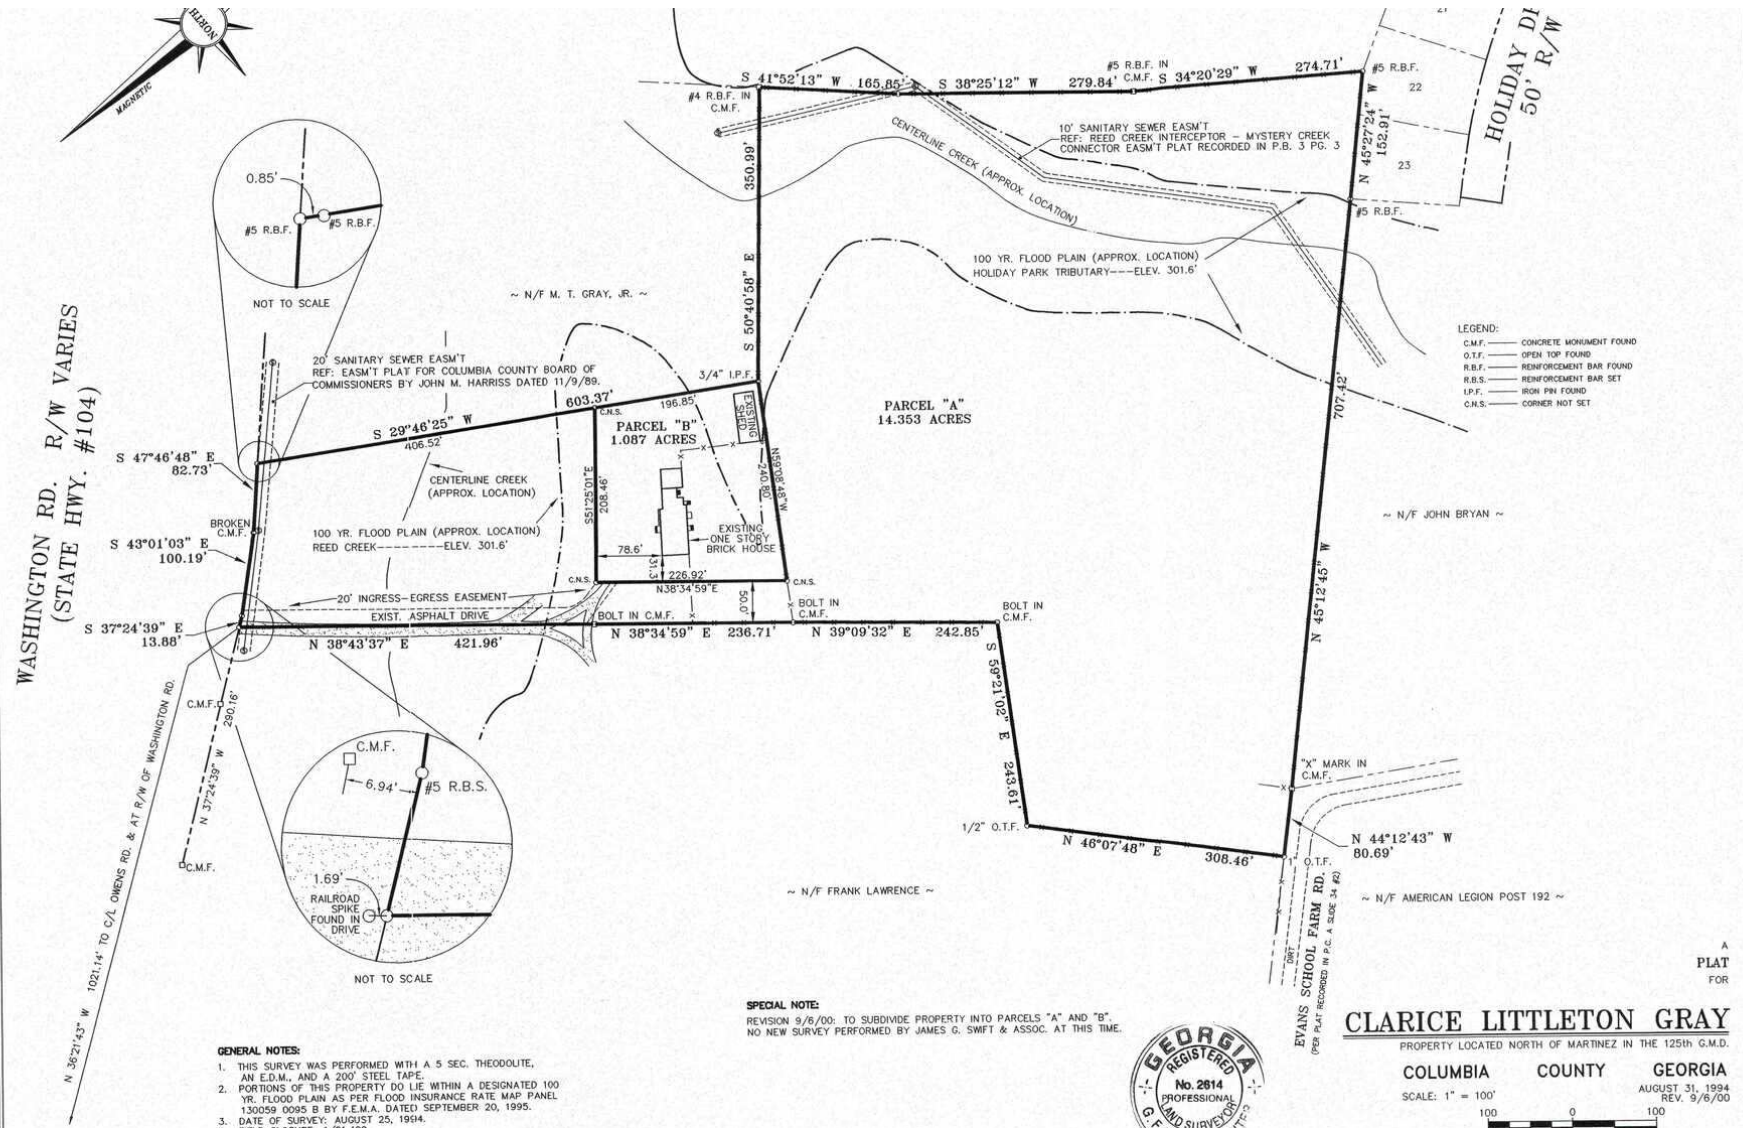 NORTH
MAGNETIC
S 41°52'13" W 165.85'
S 38°25'12" W 279.84'
#5 R.B.F. IN
C.M.F.
S 34°20'29" W 274.71'
#5 R.B.F.
#4 R.B.F. IN
C.M.F.
21
22
23
HOLIDAY
50' R/W
N 45°27'24" W
152.91'
#5 R.B.F.
10' SANITARY SEWER EASM'T
REF: REED CREEK INTERCEPTOR - MYSTERY CREEK
CONNECTOR EASM'T PLAT RECORDED IN P.B. 3 PG. 3
CENTERLINE CREEK (APPROX. LOCATION)
S 50°40'58" E 350.99'
100 YR. FLOOD PLAIN (APPROX. LOCATION)
HOLIDAY PARK TRIBUTARY---ELEV. 301.6'
0.85'
#5 R.B.F.
#5 R.B.F.
NOT TO SCALE
~ N/F M. T. GRAY, JR. ~
WASHINGTON RD. R/W VARIES
(STATE HWY. #104)
20' SANITARY SEWER EASM'T
REF: EASM'T PLAT FOR COLUMBIA COUNTY BOARD OF
COMMISSIONERS BY JOHN M. HARRISS DATED 11/9/89.
LEGEND:
C.M.F. CONCRETE MONUMENT FOUND
O.T.F. OPEN TOP FOUND
R.B.F. REINFORCEMENT BAR FOUND
R.B.S. REINFORCEMENT BAR SET
I.P.F. IRON PIN FOUND
C.N.S. CORNER NOT SET
3/4" I.P.F.
S 29°46'25" W 603.37'
406.52'
196.85'
C.N.S.
EXISTING
SHED
PARCEL "B"
1.087 ACRES
PARCEL "A"
14.353 ACRES
707.42'
N 45°12'45" W
S 47°46'48" E
82.73'
CENTERLINE CREEK
(APPROX. LOCATION)
S51°25'01"E
208.46'
N59°08'48"W
240.80'
BROKEN
C.M.F.
S 43°01'03" E
100.19'
100 YR. FLOOD PLAIN (APPROX. LOCATION)
REED CREEK--------ELEV. 301.6'
EXISTING
ONE STORY
BRICK HOUSE
78.6'
31.3'
~ N/F JOHN BRYAN ~
C.N.S.
226.92'
N38°34'59"E
C.N.S.
50.0'
20' INGRESS-EGRESS EASEMENT
EXIST. ASPHALT DRIVE
BOLT IN C.M.F.
BOLT IN
C.M.F.
BOLT IN
C.M.F.
S 37°24'39" E
13.88'
N 38°43'37" E 421.96'
N 38°34'59" E 236.71'
N 39°09'32" E 242.85'
S 59°21'02" E 243.61'
C.M.F.
290.16'
N 37°24'39" W
C.M.F.
N 36°21'43" W 1021.14' TO C/L OWENS RD. & AT R/W OF WASHINGTON RD.
C.M.F.
6.94'
#5 R.B.S.
1.69'
RAILROAD
SPIKE
FOUND IN
DRIVE
NOT TO SCALE
1/2" O.T.F.
N 46°07'48" E 308.46'
"X" MARK IN
C.M.F.
N 44°12'43" W
80.69'
1" O.T.F.
~ N/F FRANK LAWRENCE ~
~ N/F AMERICAN LEGION POST 192 ~
DIRT
EVANS SCHOOL FARM RD.
(PER PLAT RECORDED IN P.C. A SLIDE 34 #2)
A
PLAT
FOR
CLARICE LITTLETON GRAY
PROPERTY LOCATED NORTH OF MARTINEZ IN THE 125th G.M.D.
COLUMBIA COUNTY GEORGIA
SCALE: 1" = 100'
AUGUST 31, 1994
REV. 9/6/00
100 0 100
SPECIAL NOTE:
REVISION 9/6/00: TO SUBDIVIDE PROPERTY INTO PARCELS "A" AND "B".
NO NEW SURVEY PERFORMED BY JAMES G. SWIFT & ASSOC. AT THIS TIME.
GEORGIA
REGISTERED
No. 2614
PROFESSIONAL
LAND SURVEYOR
GENERAL NOTES:
1. THIS SURVEY WAS PERFORMED WITH A 5 SEC. THEODOLITE,
AN E.D.M., AND A 200' STEEL TAPE.
2. PORTIONS OF THIS PROPERTY DO LIE WITHIN A DESIGNATED 100
YR. FLOOD PLAIN AS PER FLOOD INSURANCE RATE MAP PANEL
130059 0095 B BY F.E.M.A. DATED SEPTEMBER 20, 1995.
3. DATE OF SURVEY: AUGUST 25, 1994.